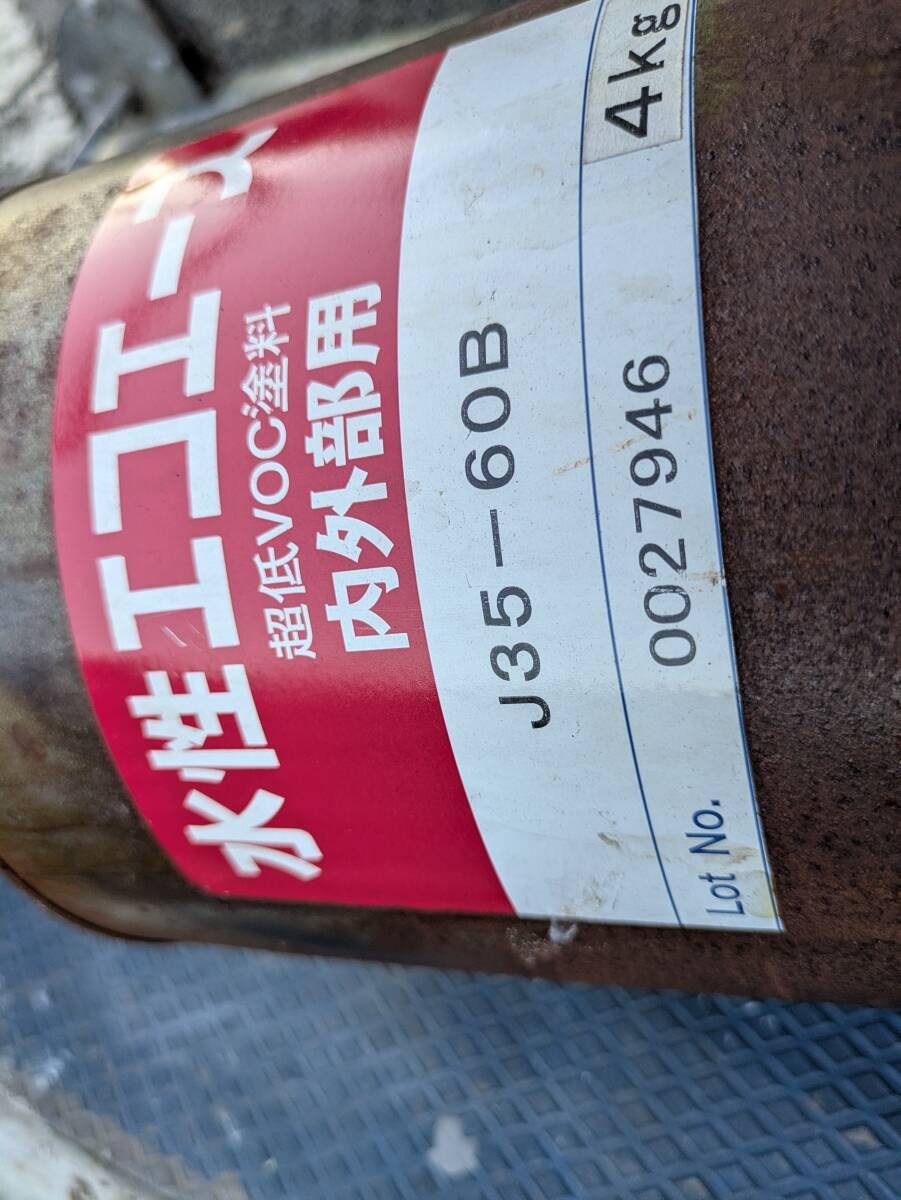 水性エコエース
超低VOC塗料
内外部用
J35-60B
4kg
Lot No. 0027946